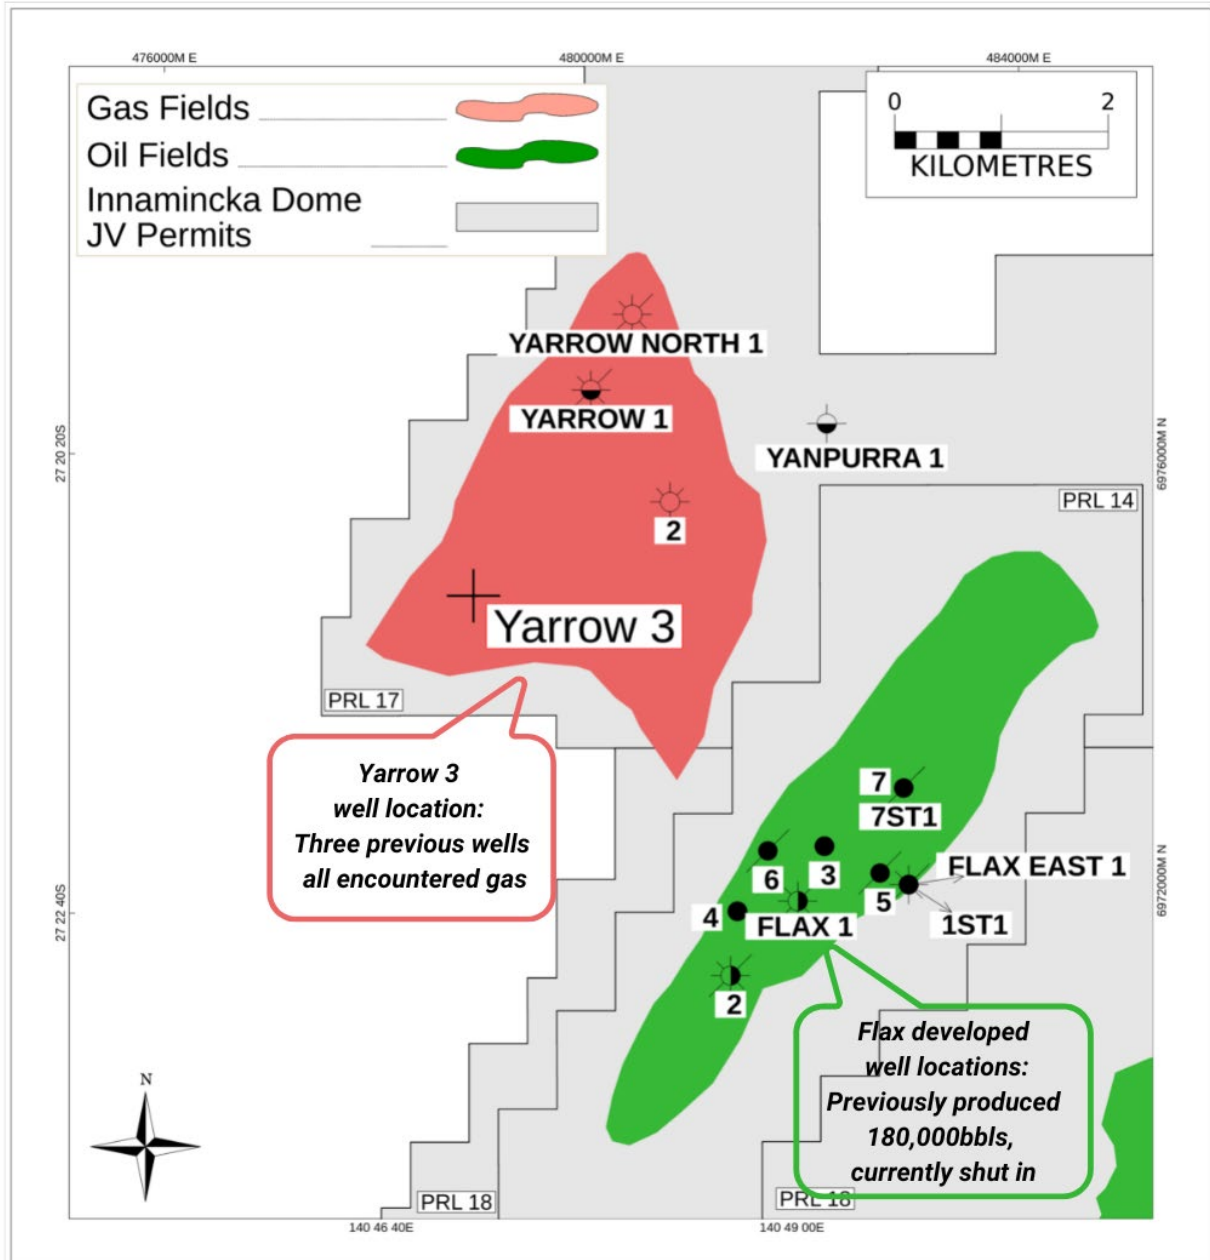 476000M E
480000M E
484000M E
Gas Fields
Oil Fields
Innamincka Dome
JV Permits
0 2
KILOMETRES
YARROW NORTH 1
YARROW 1
YANPURRA 1
27 20 20S
6976000M N
PRL 14
2
Yarrow 3
PRL 17
Yarrow 3
well location:
Three previous wells
all encountered gas
7
7ST1
6
3
5
FLAX EAST 1
1ST1
4
FLAX 1
27 22 40S
6972000M N
2
Flax developed
well locations:
Previously produced
180,000bbls,
currently shut in
N
PRL 18
PRL 18
140 46 40E
140 49 00E